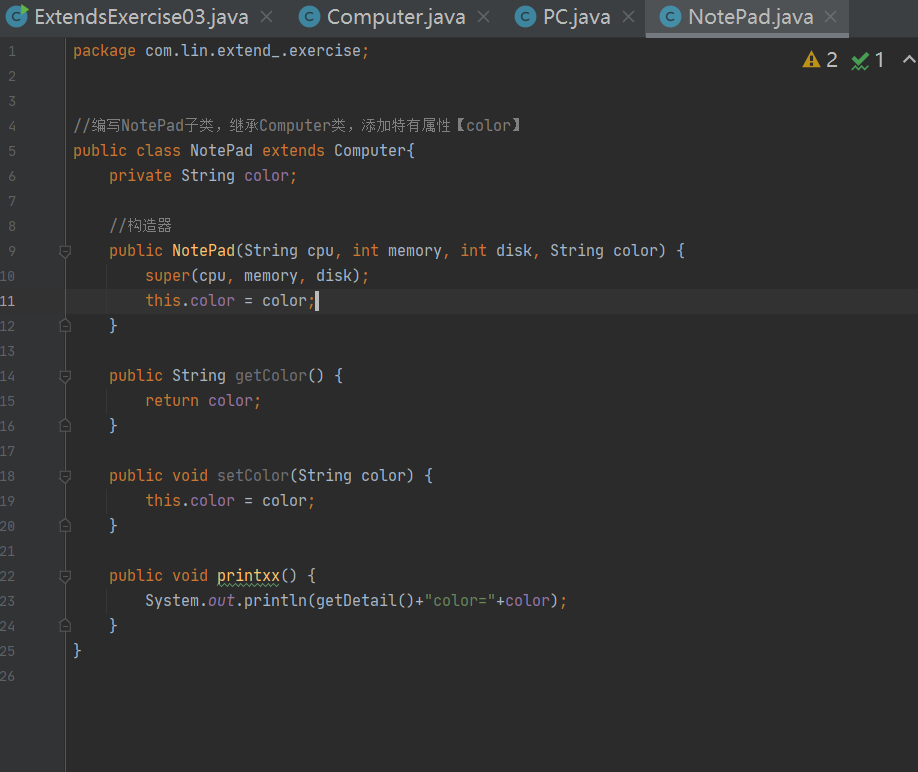 ExtendsExercise03.java Computer.java PC.java NotePad.java
1 package com.lin.extend_.exercise;
2
3
4 //编写NotePad子类，继承Computer类，添加特有属性【color】
5 public class NotePad extends Computer{
6 private String color;
7
8 //构造器
9 public NotePad(String cpu, int memory, int disk, String color) {
10 super(cpu, memory, disk);
11 this.color = color;
12 }
13
14 public String getColor() {
15 return color;
16 }
17
18 public void setColor(String color) {
19 this.color = color;
20 }
21
22 public void printxx() {
23 System.out.println(getDetail()+"color="+color);
24 }
25 }
26
2 1